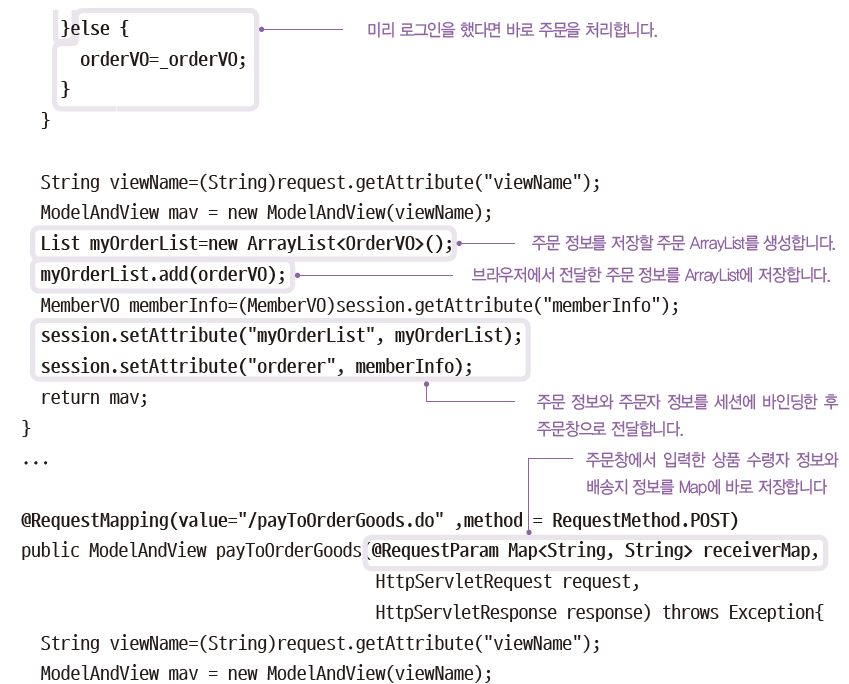 }else {
미리 로그인을 했다면 바로 주문을 처리합니다.
orderVO=_orderVO;
}
}
String viewName=(String)request.getAttribute("viewName");
ModelAndView mav = new ModelAndView(viewName);
List myOrderList=new ArrayList<OrderVO>();
주문 정보를 저장할 주문 ArrayList를 생성합니다.
myOrderList.add(orderVO);
브라우저에서 전달한 주문 정보를 ArrayList에 저장합니다.
MemberVO memberInfo=(MemberVO)session.getAttribute("memberInfo");
session.setAttribute("myOrderList", myOrderList);
session.setAttribute("orderer", memberInfo);
return mav;
주문 정보와 주문자 정보를 세션에 바인딩한 후
주문창으로 전달합니다.
}
...
주문창에서 입력한 상품 수령자 정보와
배송지 정보를 Map에 바로 저장합니다
@RequestMapping(value="/payToOrderGoods.do" ,method = RequestMethod.POST)
public ModelAndView payToOrderGoods(@RequestParam Map<String, String> receiverMap,
HttpServletRequest request,
HttpServletResponse response) throws Exception{
String viewName=(String)request.getAttribute("viewName");
ModelAndView mav = new ModelAndView(viewName);